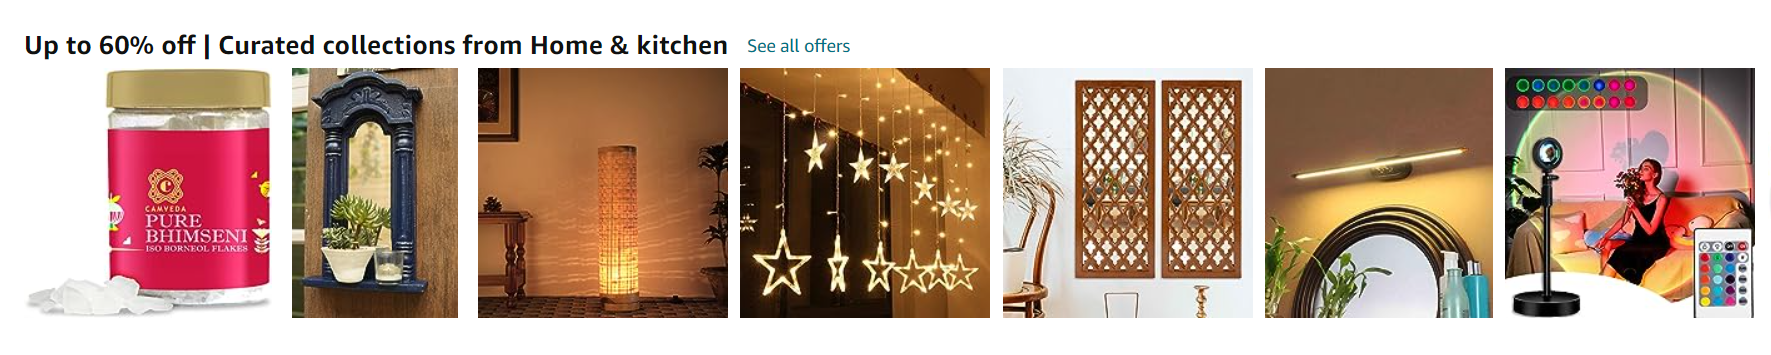 Up to 60% off | Curated collections from Home & kitchen See all offers
CAMVEDA
PURE
BHIMSENI
ISO BORNEOL FLAKES